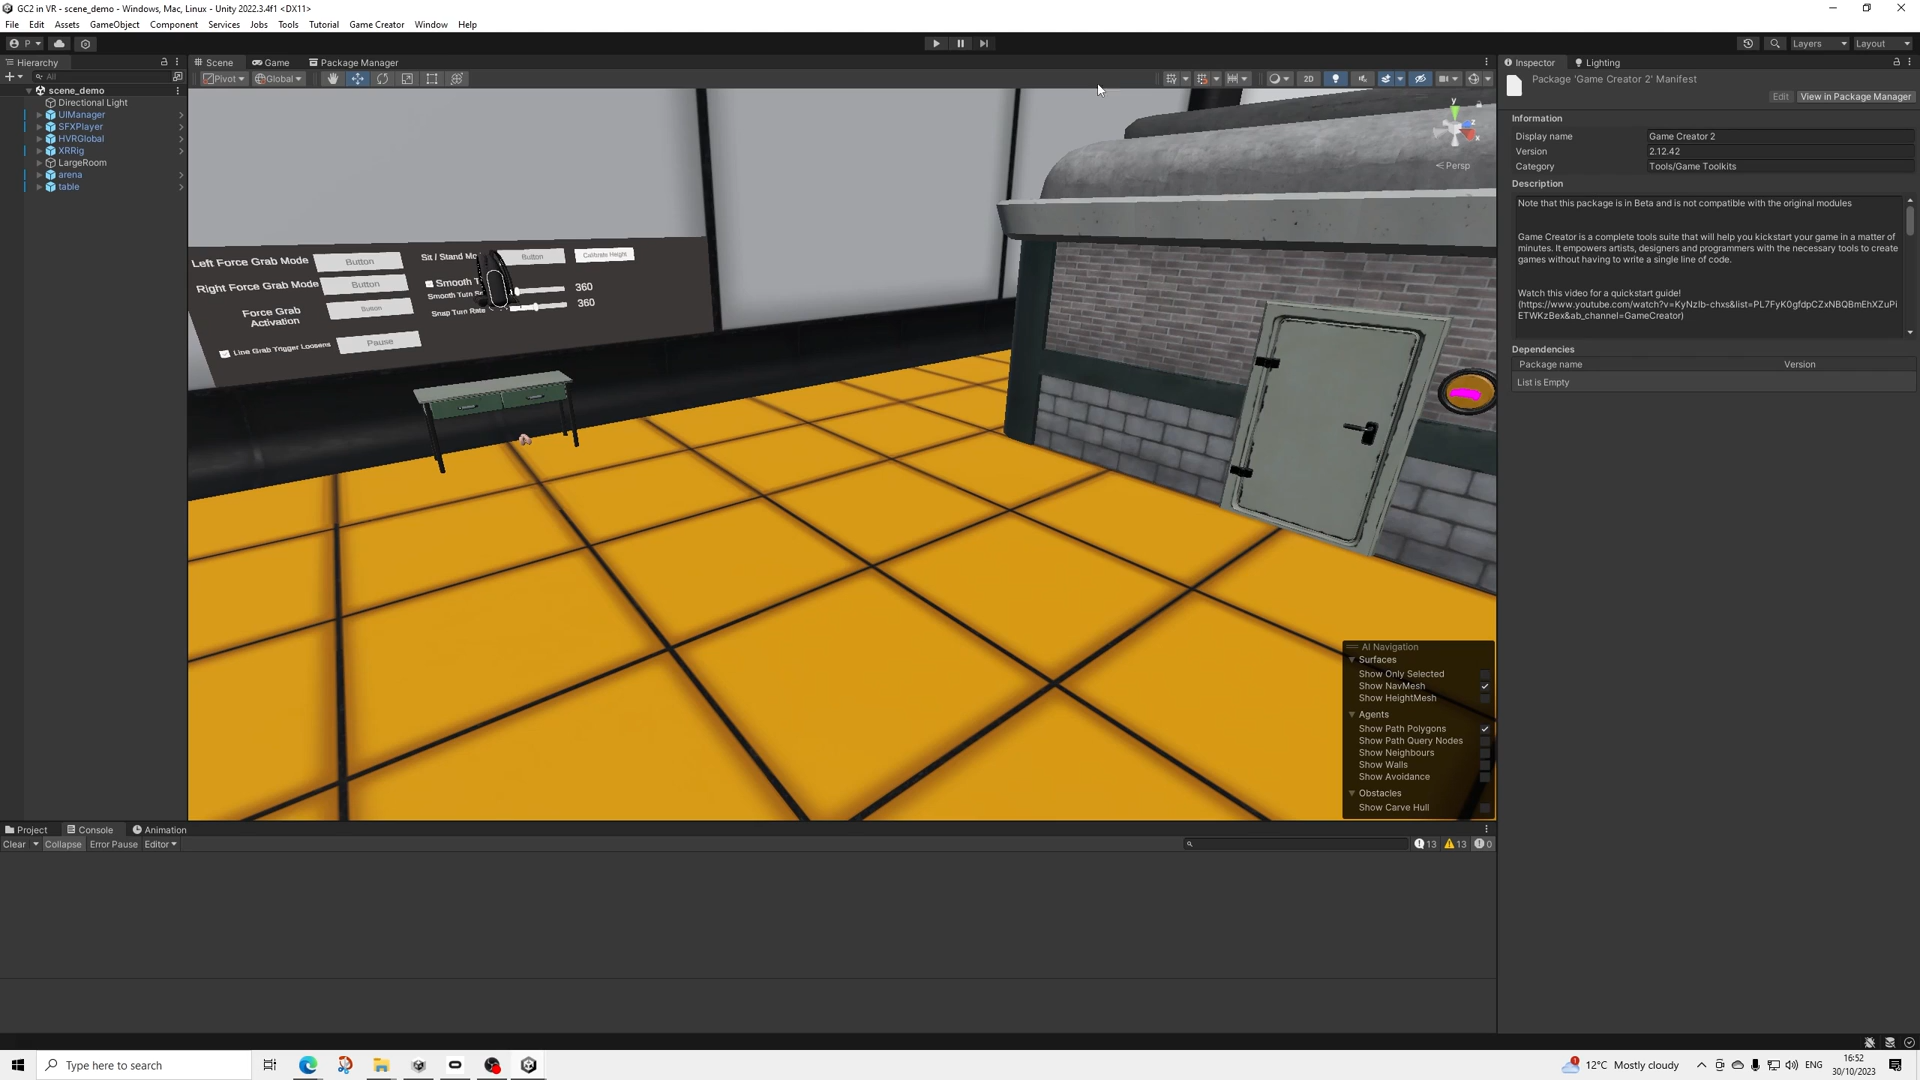 GC2 in VR - scene_demo - Windows, Mac, Linux - Unity 2022.3.4f1 <DX11>
File Edit Assets GameObject Component Services Jobs Tools Tutorial Game Creator Window Help
P
Layers Layout
Hierarchy
All
scene_demo
Directional Light
UIManager
SFXPlayer
HVRGlobal
XRRig
LargeRoom
arena
table
Scene Game Package Manager
Pivot Global 2D
Left Force Grab Mode Button
Right Force Grab Mode Button
Force Grab Activation Button
Line Grab Trigger Loosens Pause
Button Calibrate Height
360
Snap Turn Rate 360
y
z
x
Persp
AI Navigation
Surfaces
Show Only Selected
Show NavMesh
Show HeightMesh
Agents
Show Path Polygons
Show Path Query Nodes
Show Neighbours
Show Walls
Show Avoidance
Obstacles
Show Carve Hull
Inspector Lighting
Package 'Game Creator 2' Manifest
Edit View in Package Manager
Information
Display name Game Creator 2
Version 2.12.42
Category Tools/Game Toolkits
Description
Note that this package is in Beta and is not compatible with the original modules
Game Creator is a complete tools suite that will help you kickstart your game in a matter of
minutes. It empowers artists, designers and programmers with the necessary tools to create
games without having to write a single line of code.
Watch this video for a quickstart guide!
(https://www.youtube.com/watch?v=KyNzlb-chxs&list=PL7FyK0gfdpCZxNBQBmEhXZuPi
ETWKzBex&ab_channel=GameCreator)
Dependencies
Package name Version
List is Empty
Project Console Animation
Clear Collapse Error Pause Editor
13 13 0
Type here to search
1 12°C Mostly cloudy ENG
16:52
30/10/2023